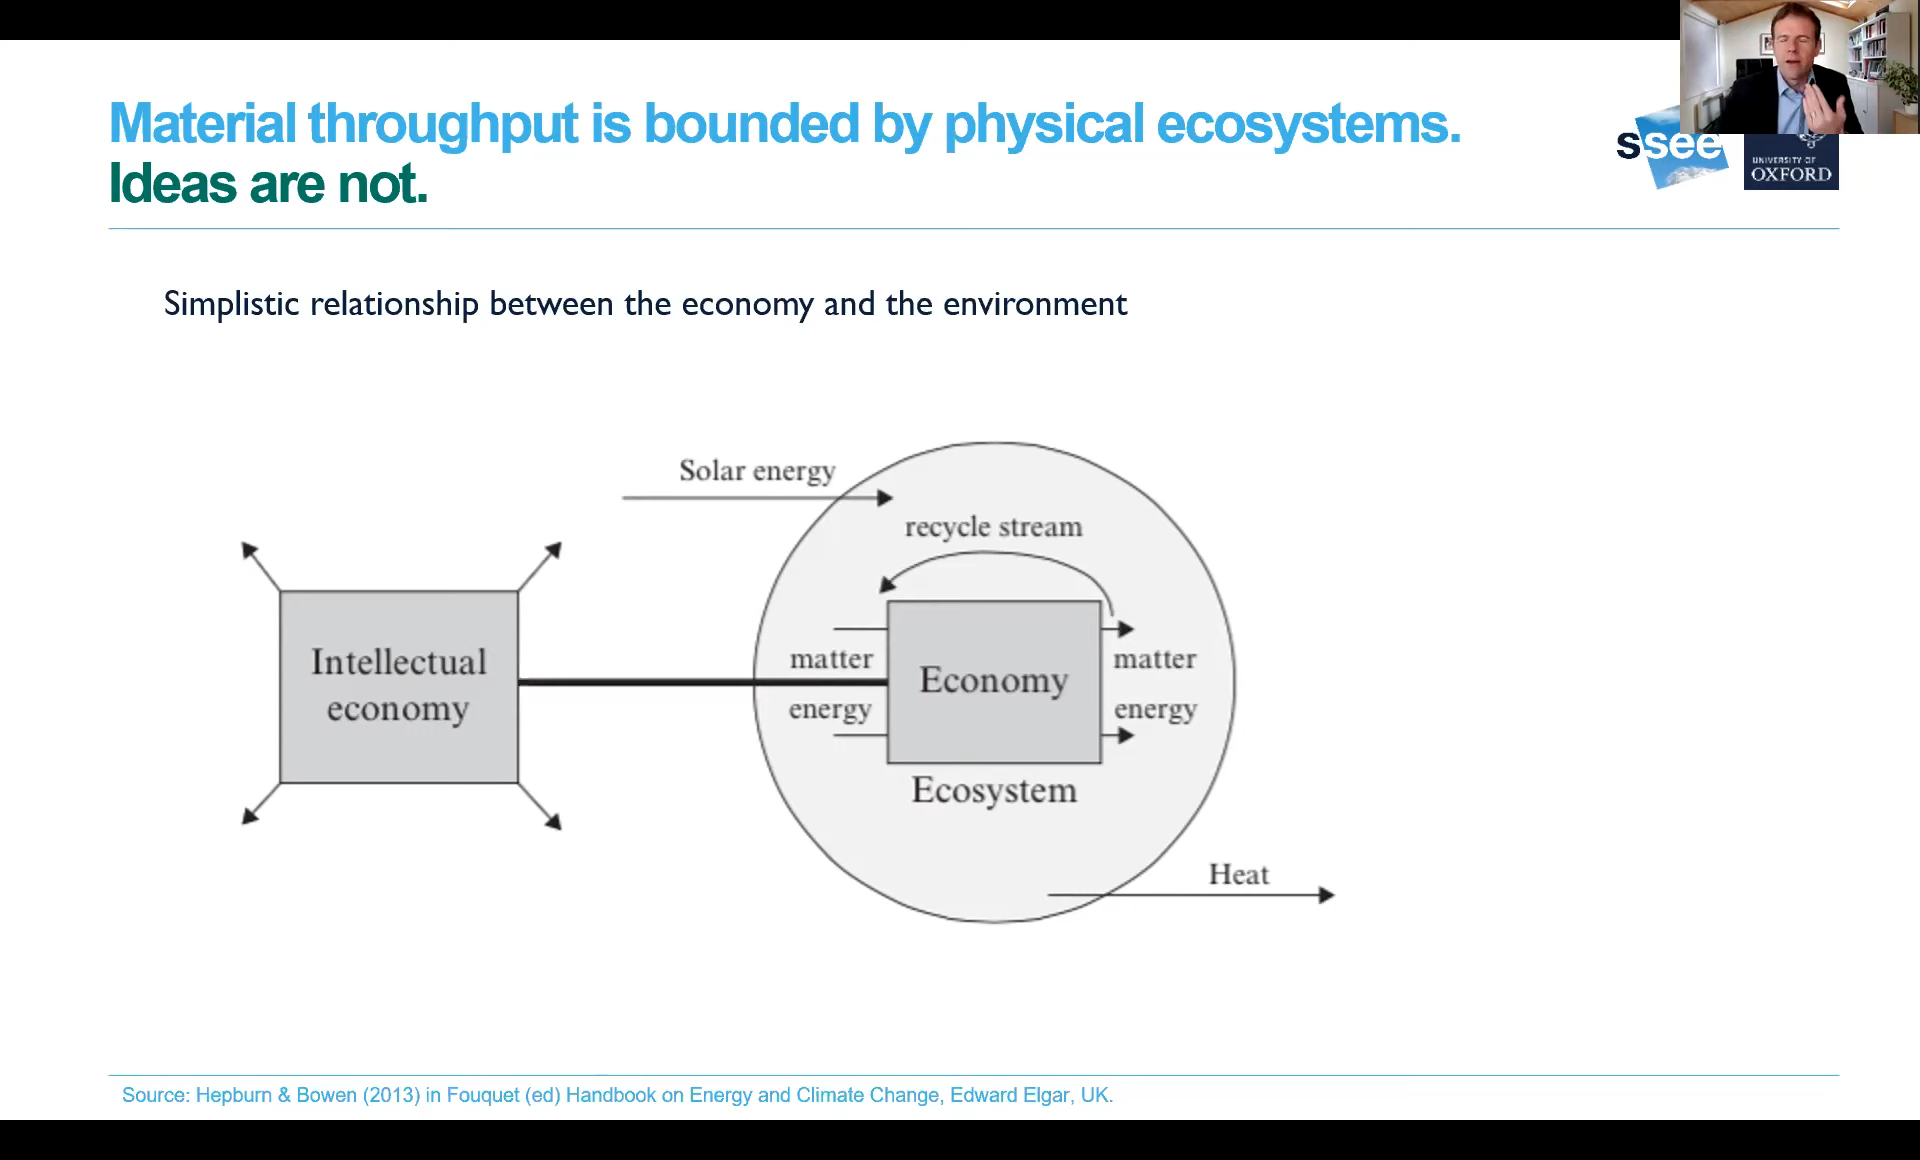 Material throughput is bounded by physical ecosystems.
Ideas are not.
ssee
UNIVERSITY OF
OXFORD
Simplistic relationship between the economy and the environment
Solar energy
recycle stream
Intellectual
economy
matter
energy
Economy
matter
energy
Ecosystem
Heat
Source: Hepburn & Bowen (2013) in Fouquet (ed) Handbook on Energy and Climate Change, Edward Elgar, UK.